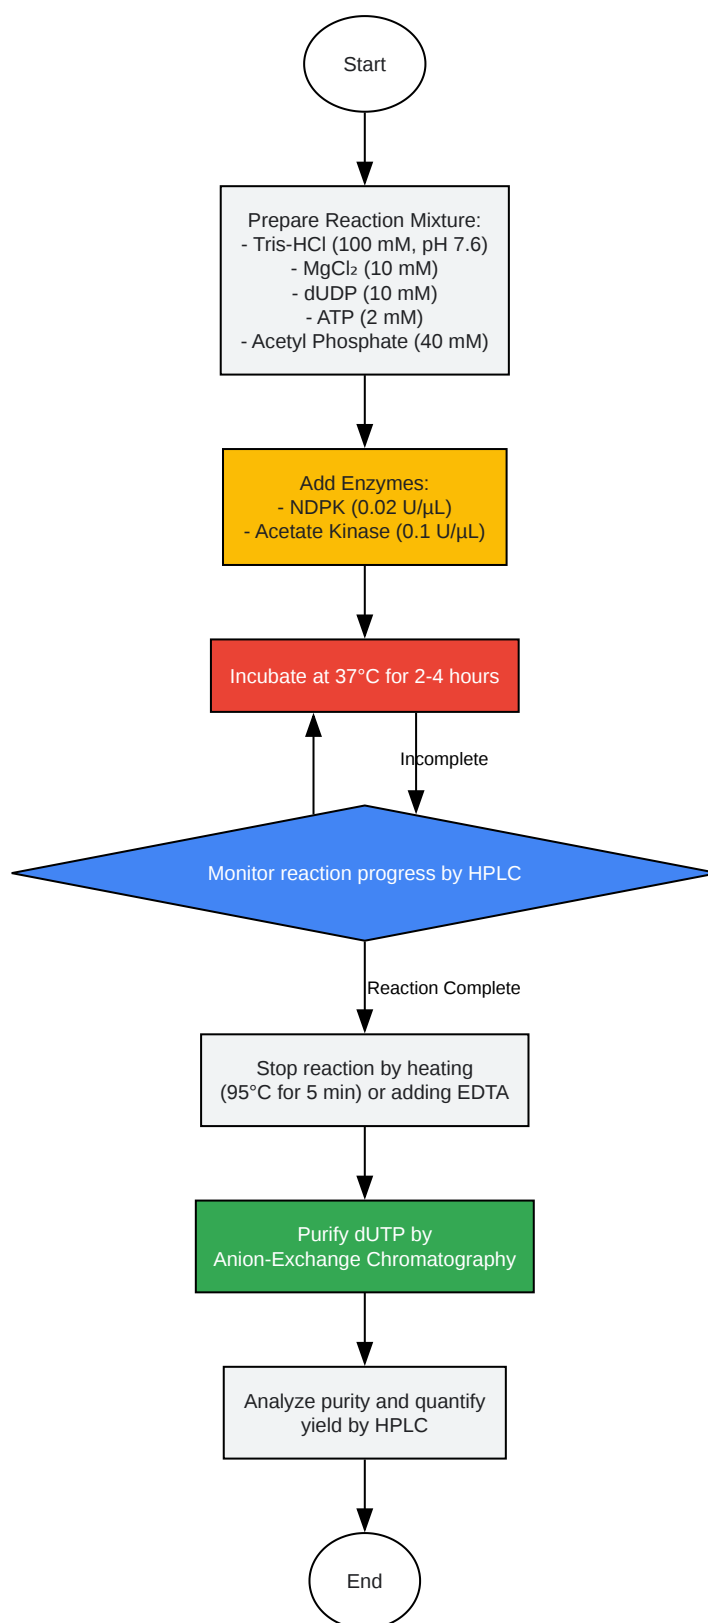 Start
Prepare Reaction Mixture:
- Tris-HCl (100 mM, pH 7.6)
- MgCl₂ (10 mM)
- dUDP (10 mM)
- ATP (2 mM)
- Acetyl Phosphate (40 mM)
Add Enzymes:
- NDPK (0.02 U/µL)
- Acetate Kinase (0.1 U/µL)
Incubate at 37°C for 2-4 hours
Incomplete
Monitor reaction progress by HPLC
Reaction Complete
Stop reaction by heating
(95°C for 5 min) or adding EDTA
Purify dUTP by
Anion-Exchange Chromatography
Analyze purity and quantify
yield by HPLC
End